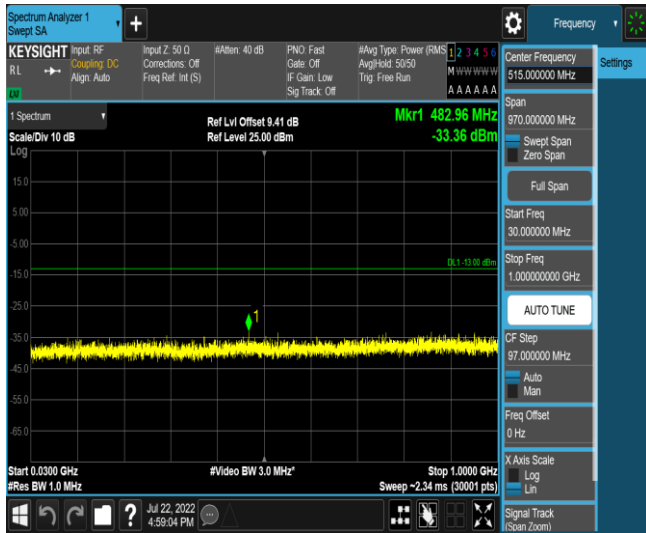 Spectrum Analyzer 1
Swept SA
Frequency
KEYSIGHT
RL
LXI
Input: RF
Coupling: DC
Align: Auto
Input Z: 50 Ω
Corrections: Off
Freq Ref: Int (S)
#Atten: 40 dB
PNO: Fast
Gate: Off
IF Gain: Low
Sig Track: Off
#Avg Type: Power (RMS
Avg|Hold: 50/50
Trig: Free Run
1 2 3 4 5 6
M W W W W W
A A A A A A
1 Spectrum
Scale/Div 10 dB
Log
Ref Lvl Offset 9.41 dB
Ref Level 25.00 dBm
Mkr1 482.96 MHz
-33.36 dBm
15.0
5.00
-5.00
DL1 -13.00 dBm
-15.0
-25.0
1
-35.0
-45.0
-55.0
-65.0
Start 0.0300 GHz
#Res BW 1.0 MHz
#Video BW 3.0 MHz*
Stop 1.0000 GHz
Sweep ~2.34 ms (30001 pts)
Jul 22, 2022
4:59:04 PM
?
Center Frequency
515.000000 MHz
Settings
Span
970.000000 MHz
Swept Span
Zero Span
Full Span
Start Freq
30.000000 MHz
Stop Freq
1.000000000 GHz
AUTO TUNE
CF Step
97.000000 MHz
Auto
Man
Freq Offset
0 Hz
X Axis Scale
Log
Lin
Signal Track
(Span Zoom)